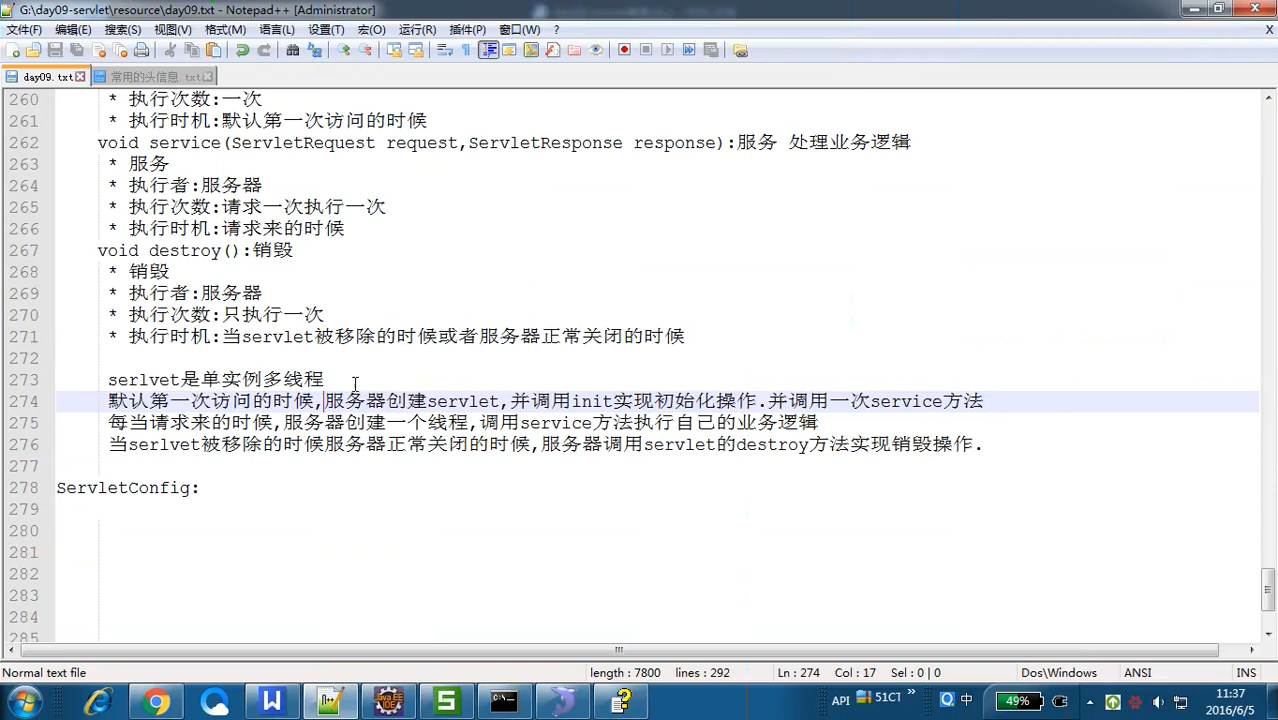 G:\day09-servlet\resource\day09.txt - Notepad++ [Administrator]
文件(F) 编辑(E) 搜索(S) 视图(V) 格式(M) 语言(L) 设置(T) 宏(O) 运行(R) 插件(P) 窗口(W) ? X
day09.txt 常用的头信息 txt
260 * 执行次数:一次
261 * 执行时机:默认第一次访问的时候
262 void service(ServletRequest request,ServletResponse response):服务 处理业务逻辑
263 * 服务
264 * 执行者:服务器
265 * 执行次数:请求一次执行一次
266 * 执行时机:请求来的时候
267 void destroy():销毁
268 * 销毁
269 * 执行者:服务器
270 * 执行次数:只执行一次
271 * 执行时机:当servlet被移除的时候或者服务器正常关闭的时候
272
273 serlvet是单实例多线程
274 默认第一次访问的时候,服务器创建servlet,并调用init实现初始化操作.并调用一次service方法
275 每当请求来的时候,服务器创建一个线程,调用service方法执行自己的业务逻辑
276 当serlvet被移除的时候服务器正常关闭的时候,服务器调用servlet的destroy方法实现销毁操作.
277
278 ServletConfig:
279
280
281
282
283
284
285
Normal text file length : 7800 lines : 292 Ln : 274 Col : 17 Sel : 0 | 0 Dos\Windows ANSI INS
API 51CT 中 49% 11:37
2016/6/5